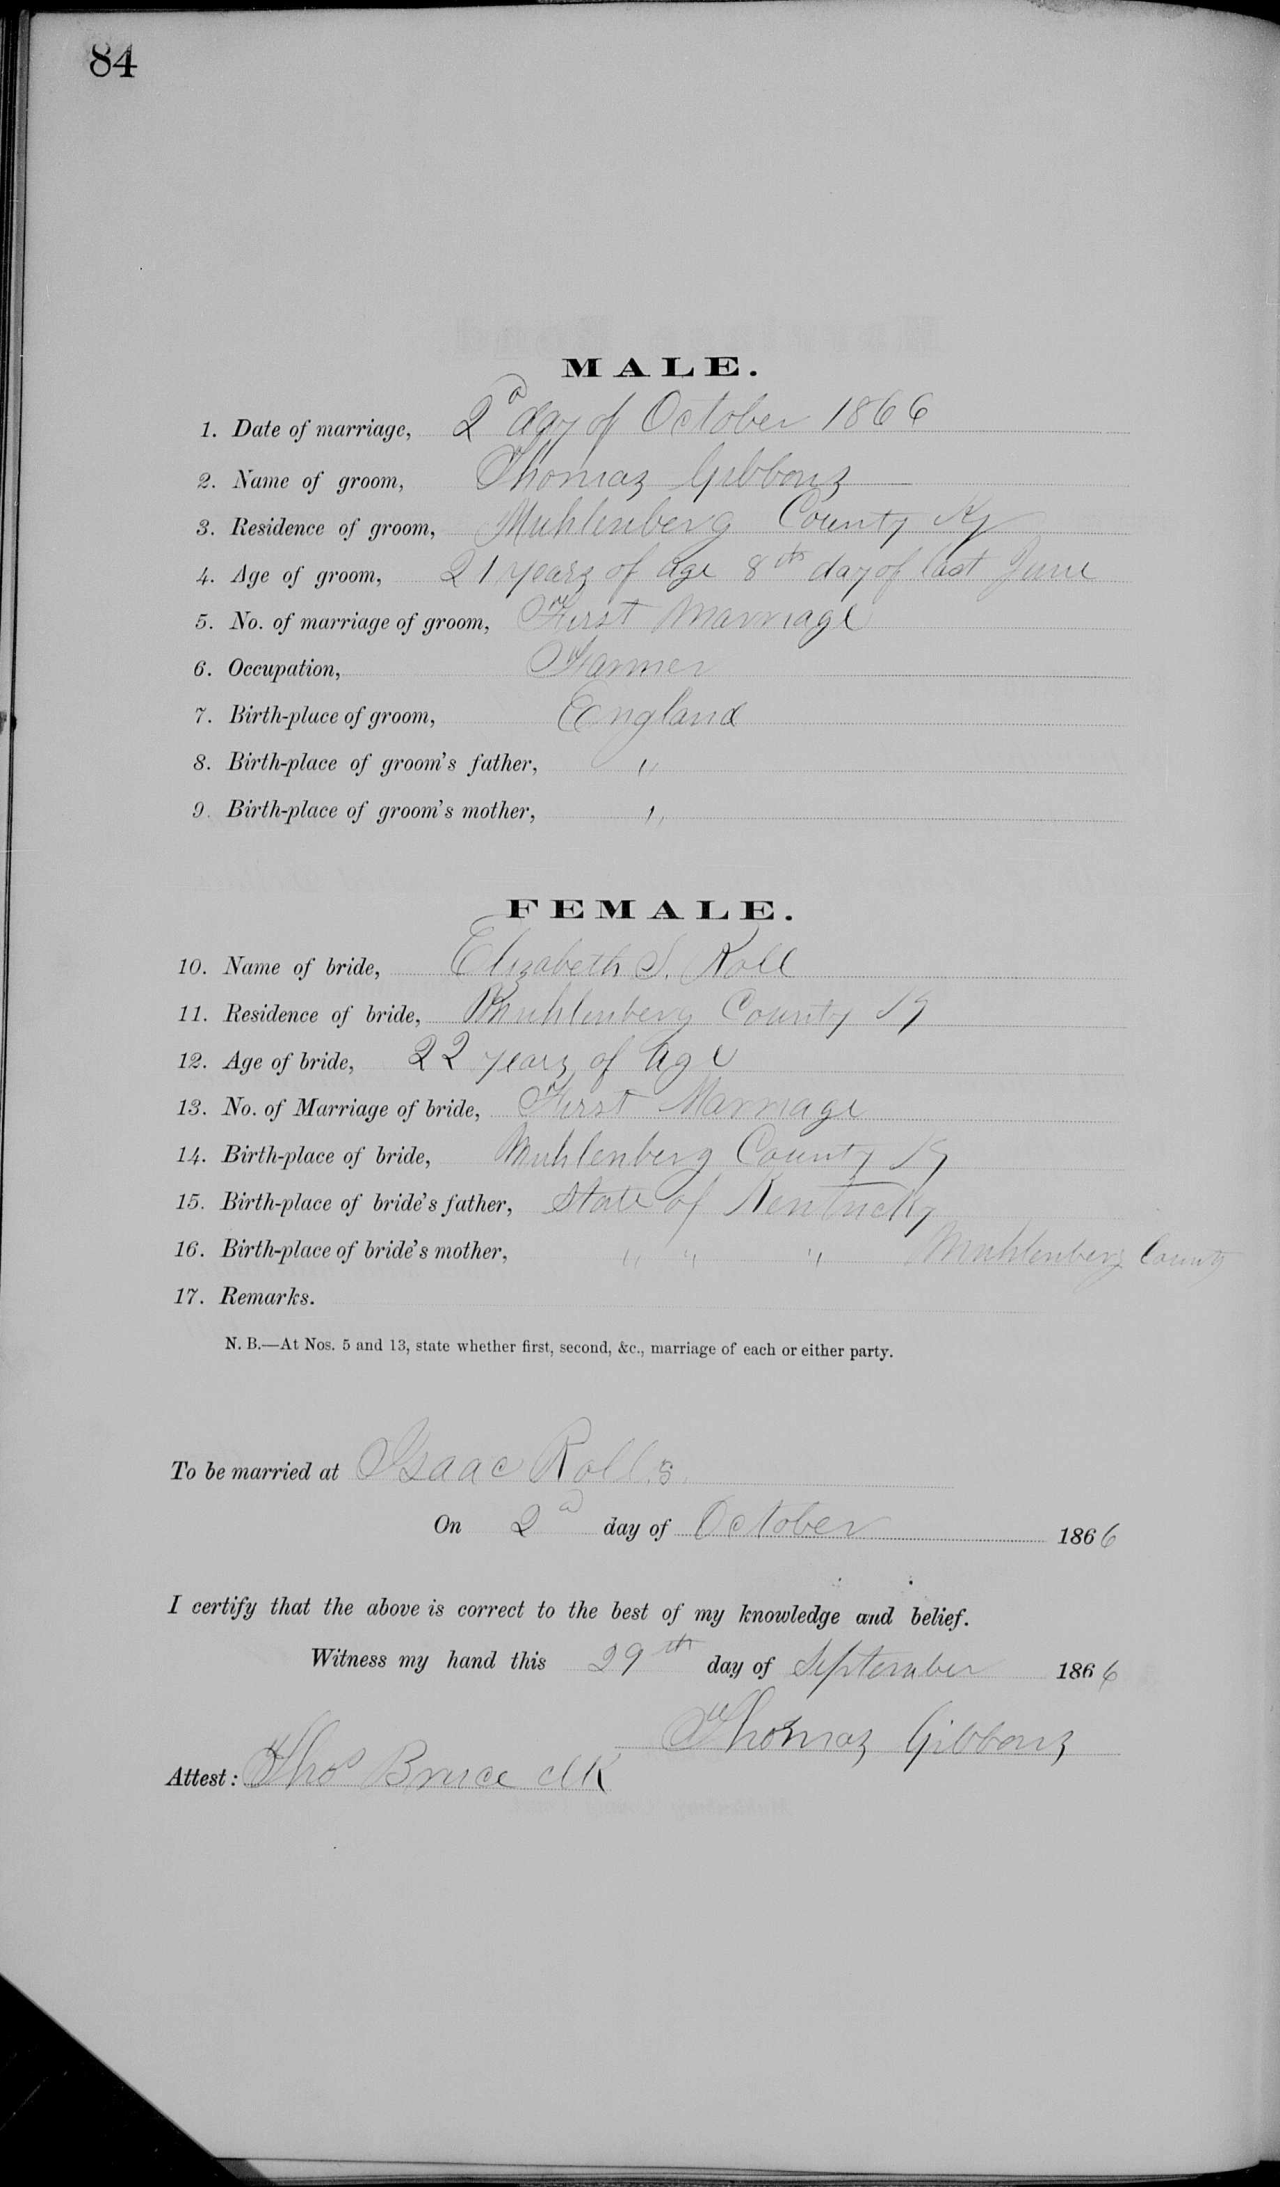 84
MALE.
1. Date of marriage, 2d day of October 1866
2. Name of groom, Thomas Gibbons
3. Residence of groom, Muhlenberg County Ky
4. Age of groom, 21 years of age 8th day of last June
5. No. of marriage of groom, First Marriage
6. Occupation, Farmer
7. Birth-place of groom, England
8. Birth-place of groom's father, "
9. Birth-place of groom's mother, "
FEMALE.
10. Name of bride, Elizabeth S. Roll
11. Residence of bride, Muhlenberg County Ky
12. Age of bride, 22 years of age
13. No. of Marriage of bride, First Marriage
14. Birth-place of bride, Muhlenberg County Ky
15. Birth-place of bride's father, State of Kentucky
16. Birth-place of bride's mother, " " " Muhlenberg County
17. Remarks.
N. B.—At Nos. 5 and 13, state whether first, second, &c., marriage of each or either party.
To be married at Isaac Rolls
On 2d day of October 1866
I certify that the above is correct to the best of my knowledge and belief.
Witness my hand this 29th day of September 1866
Thomas Gibbons
Attest: Thos Bruce clk